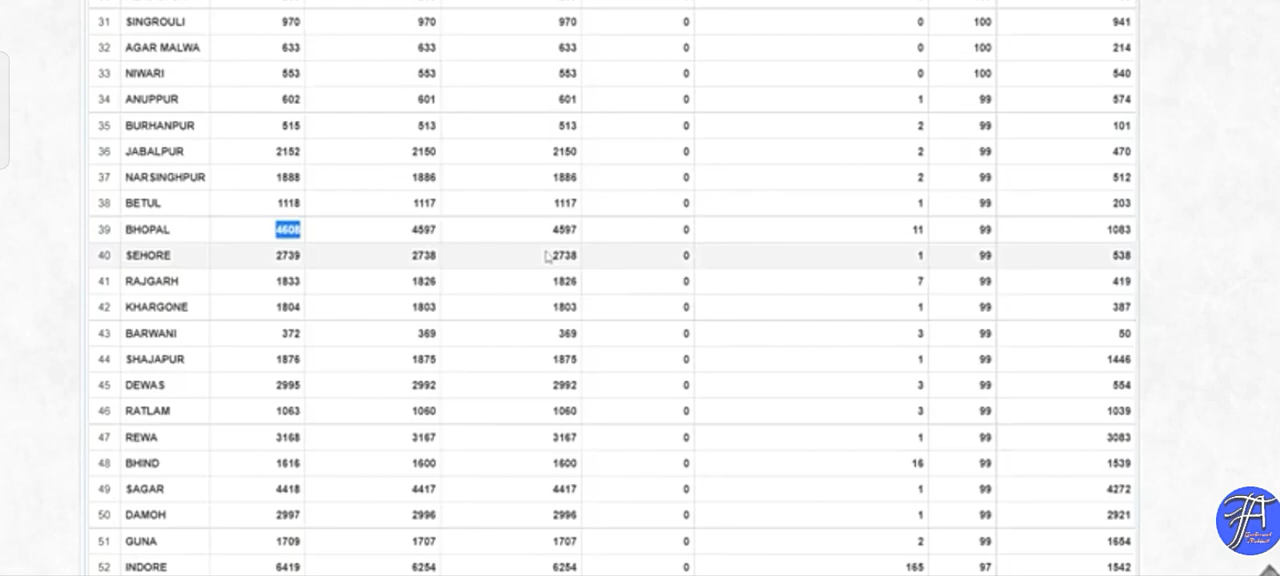 31 SINGROULI 970 970 970 0 0 100 941
32 AGAR MALWA 633 633 633 0 0 100 214
33 NIWARI 553 553 553 0 0 100 540
34 ANUPPUR 602 601 601 0 1 99 574
35 BURHANPUR 515 513 513 0 2 99 101
36 JABALPUR 2152 2150 2150 0 2 99 470
37 NARSINGHPUR 1888 1886 1886 0 2 99 512
38 BETUL 1118 1117 1117 0 1 99 203
39 BHOPAL 4608 4597 4597 0 11 99 1083
40 SEHORE 2739 2738 2738 0 1 99 538
41 RAJGARH 1833 1826 1826 0 7 99 419
42 KHARGONE 1804 1803 1803 0 1 99 387
43 BARWANI 372 369 369 0 3 99 50
44 SHAJAPUR 1876 1875 1875 0 1 99 1446
45 DEWAS 2995 2992 2992 0 3 99 554
46 RATLAM 1063 1060 1060 0 3 99 1039
47 REWA 3168 3167 3167 0 1 99 3083
48 BHIND 1616 1600 1600 0 16 99 1539
49 SAGAR 4418 4417 4417 0 1 99 4272
50 DAMOH 2997 2996 2996 0 1 99 2921
51 GUNA 1709 1707 1707 0 2 99 1654
52 INDORE 6419 6254 6254 0 165 97 1542